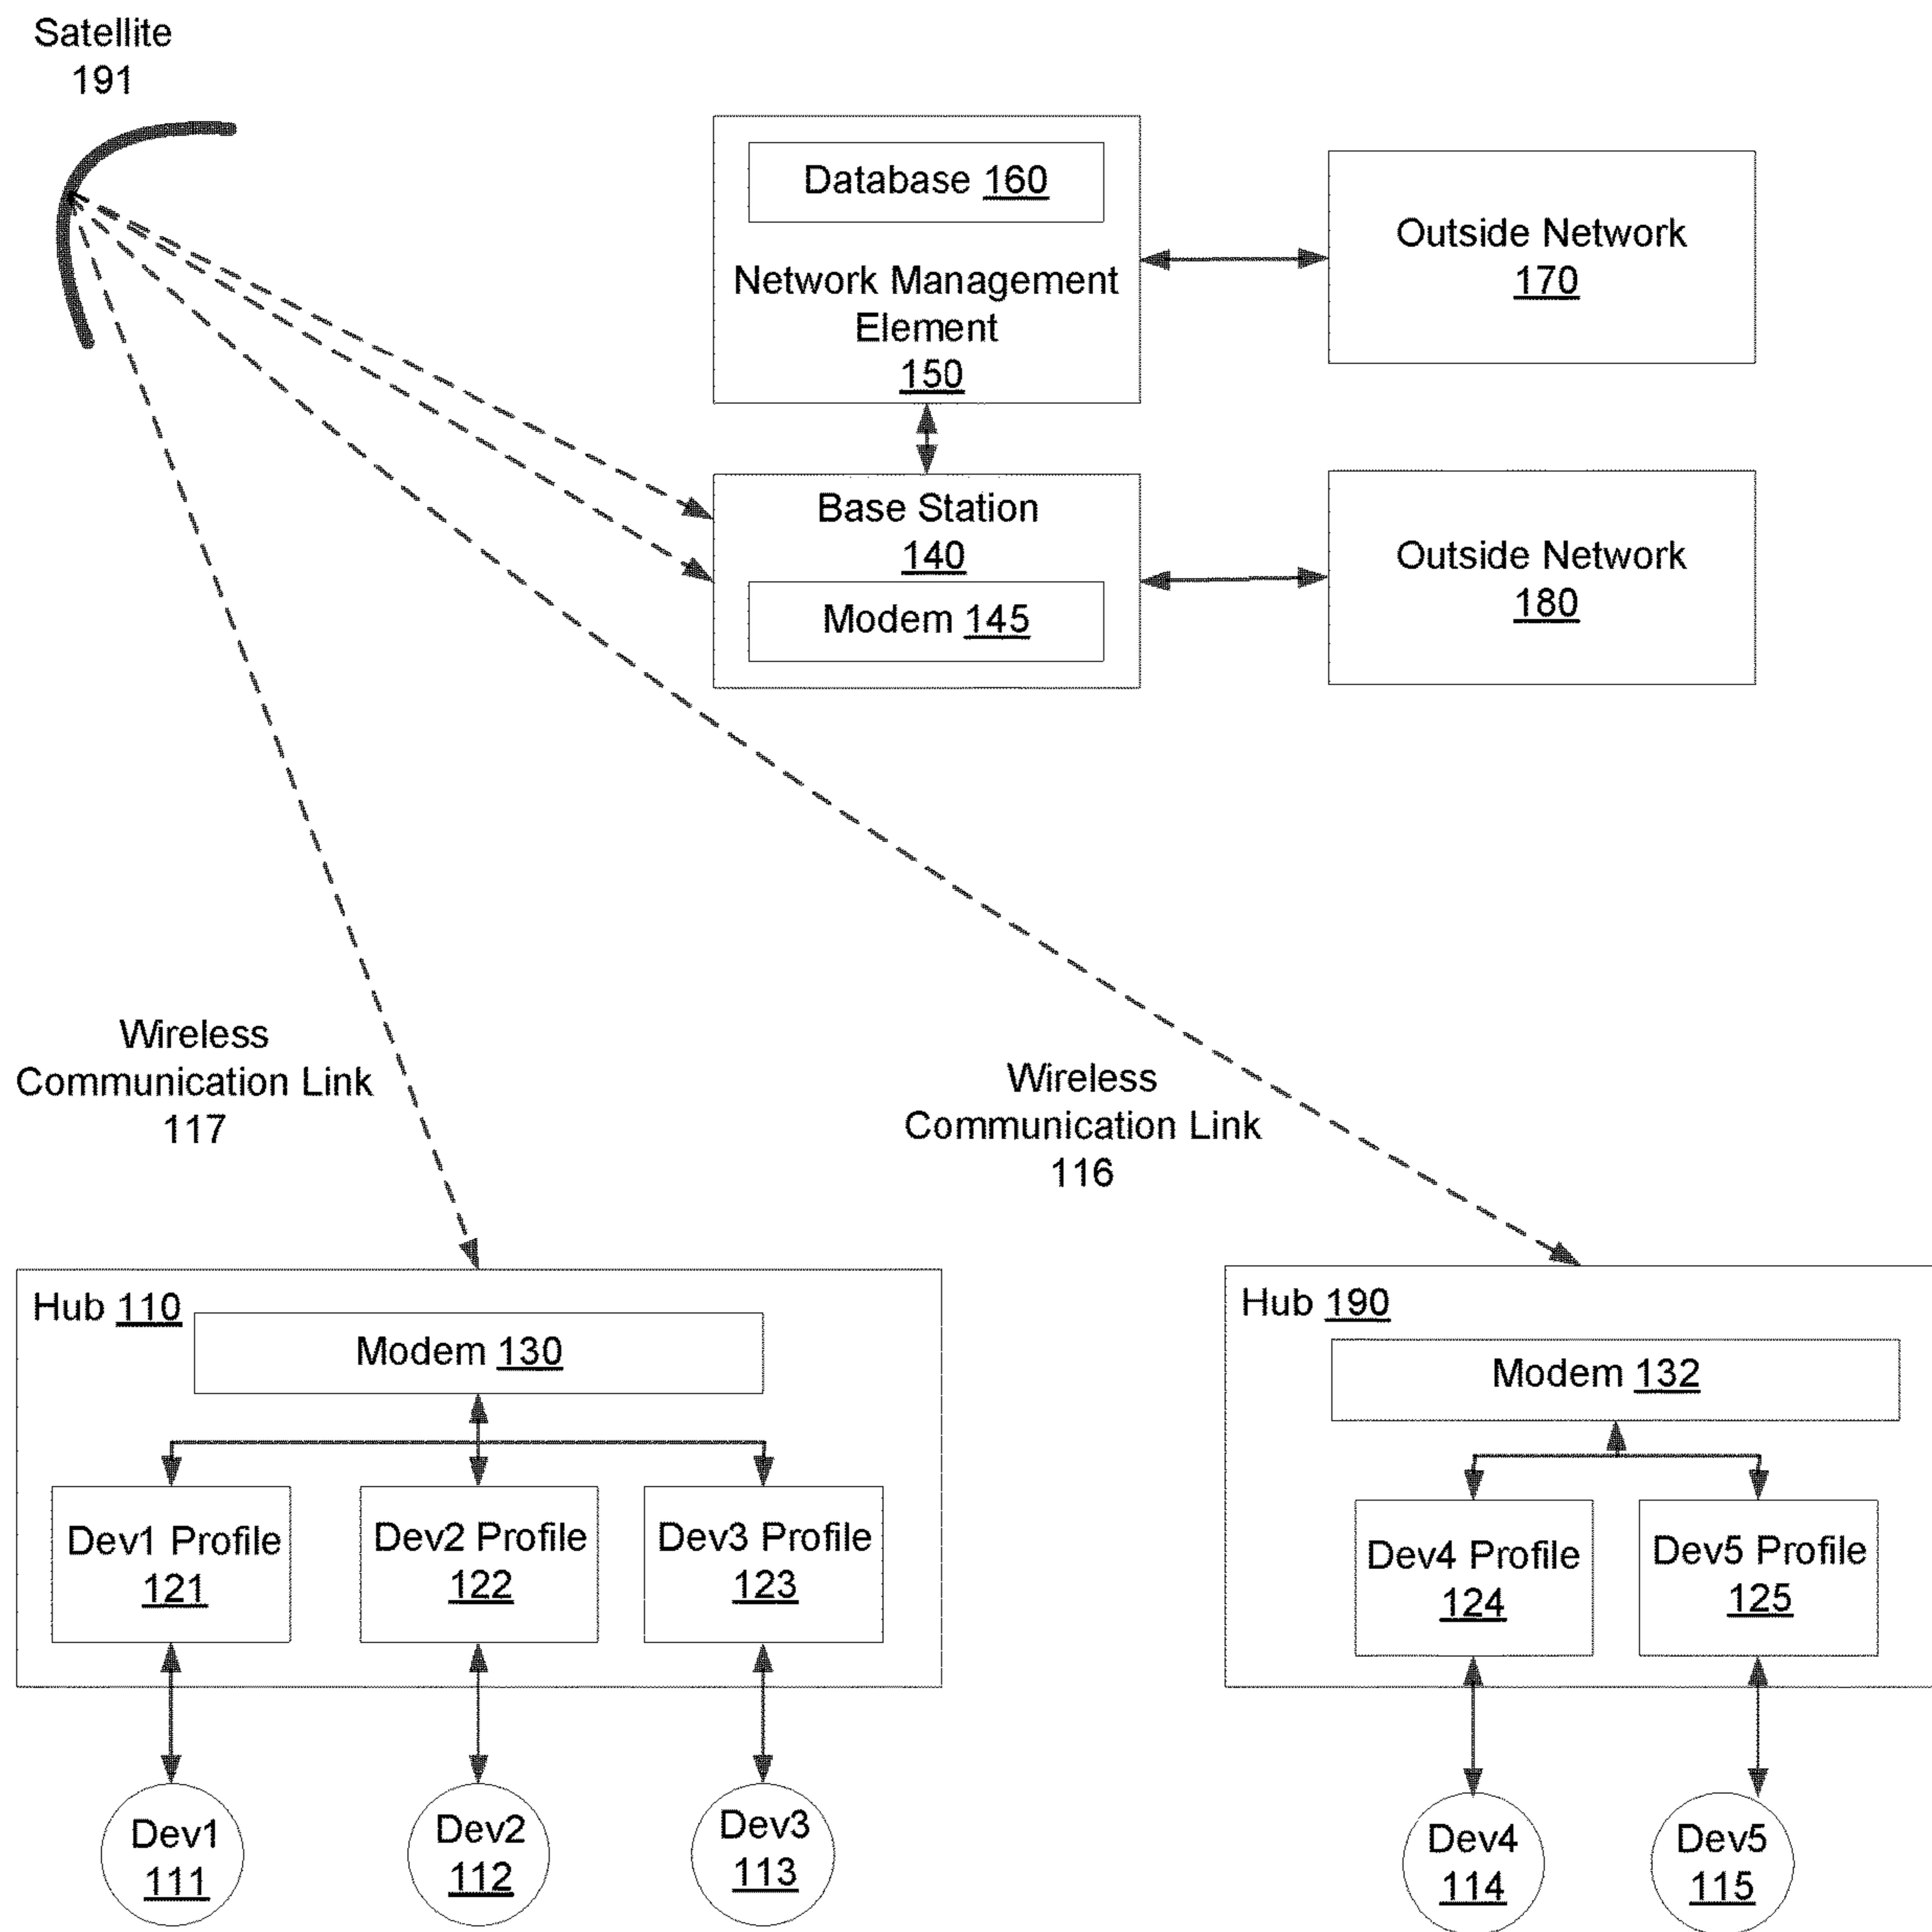 Satellite
191
Database 160
Network Management
Element
150
Outside Network
170
Base Station
140
Modem 145
Outside Network
180
Wireless
Communication Link
117
Wireless
Communication Link
116
Hub 110
Modem 130
Dev1 Profile
121
Dev2 Profile
122
Dev3 Profile
123
Dev1
111
Dev2
112
Dev3
113
Hub 190
Modem 132
Dev4 Profile
124
Dev5 Profile
125
Dev4
114
Dev5
115